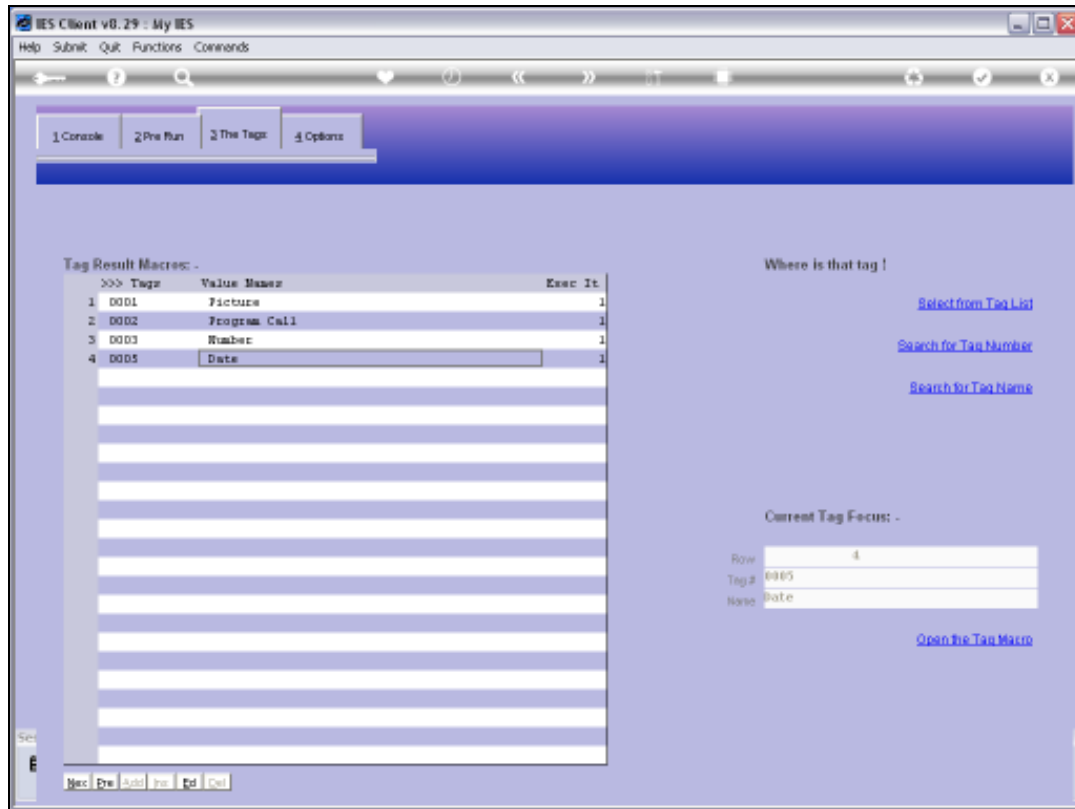 IES Client v8.29 : My IES
Help Submit Quit Functions Commands
1 Console 2 Pre Run 3 The Tags 4 Options
Tag Result Macros: -
>>> Tags Value Names Exec It
1 0001 Picture 1
2 0002 Program Call 1
3 0003 Number 1
4 0005 Date 1
Nex Pre Add Ins Ed Del
Where is that tag !
Select from Tag List
Search for Tag Number
Search for Tag Name
Current Tag Focus: -
Row 4
Tag # 0005
Name Date
Open the Tag Macro